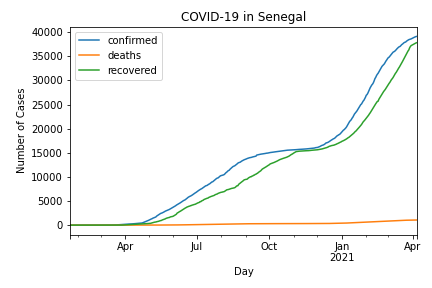 COVID-19 in Senegal
confirmed
deaths
recovered
Number of Cases
40000
35000
30000
25000
20000
15000
10000
5000
0
Apr
Jul
Oct
Jan
2021
Apr
Day